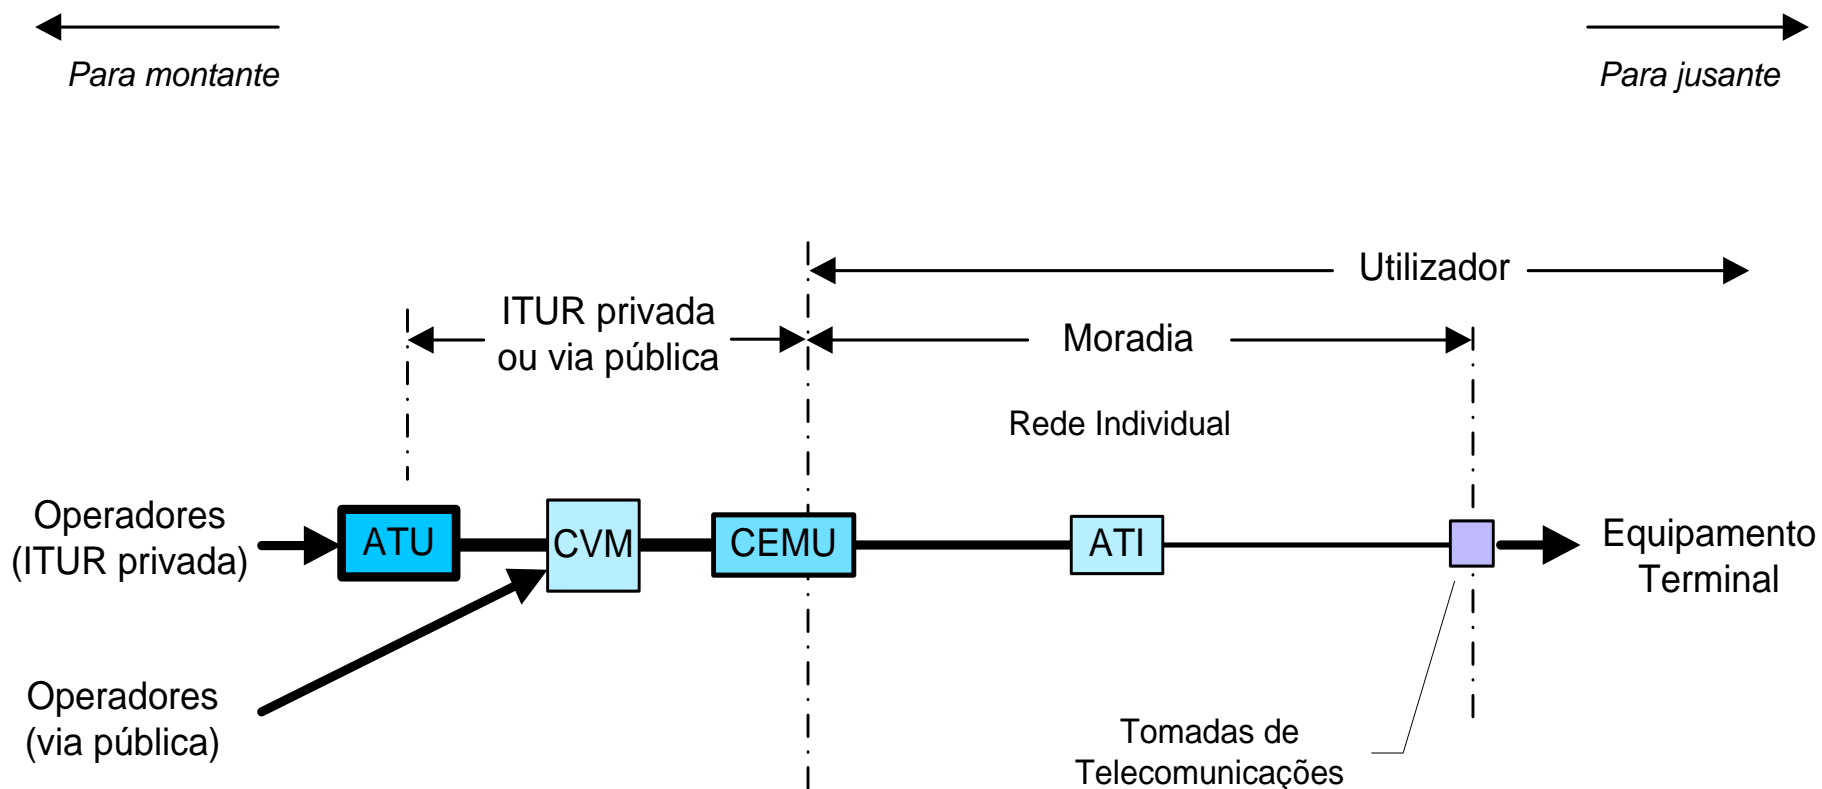 Para montante
Para jusante
Utilizador
ITUR privada
ou via pública
Moradia
Rede Individual
Operadores
(ITUR privada)
ATU
CVM
CEMU
ATI
Equipamento
Terminal
Operadores
(via pública)
Tomadas de
Telecomunicações